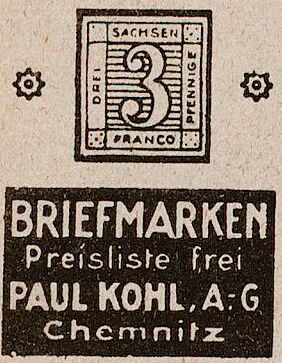 SACHSEN
DREI
3
PFENNIGE
FRANCO
BRIEFMARKEN
Preisliste frei
PAUL KOHL, A.-G
Chemnitz